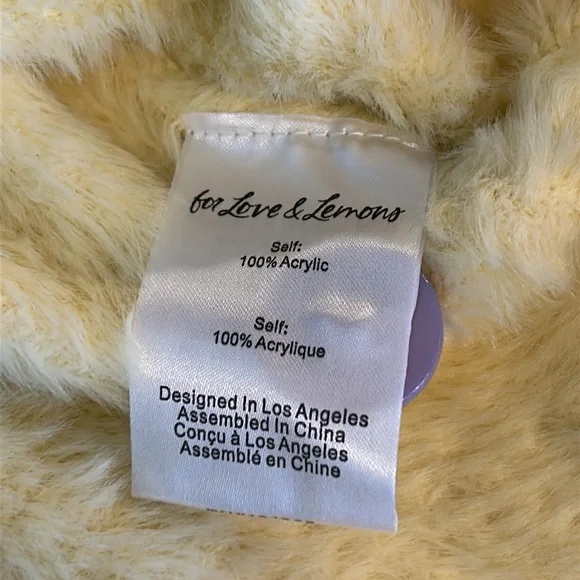 for Love & Lemons
Self:
100% Acrylic
Self:
100% Acrylique
Designed In Los Angeles
Assembled In China
Conçu à Los Angeles
Assemblé en Chine